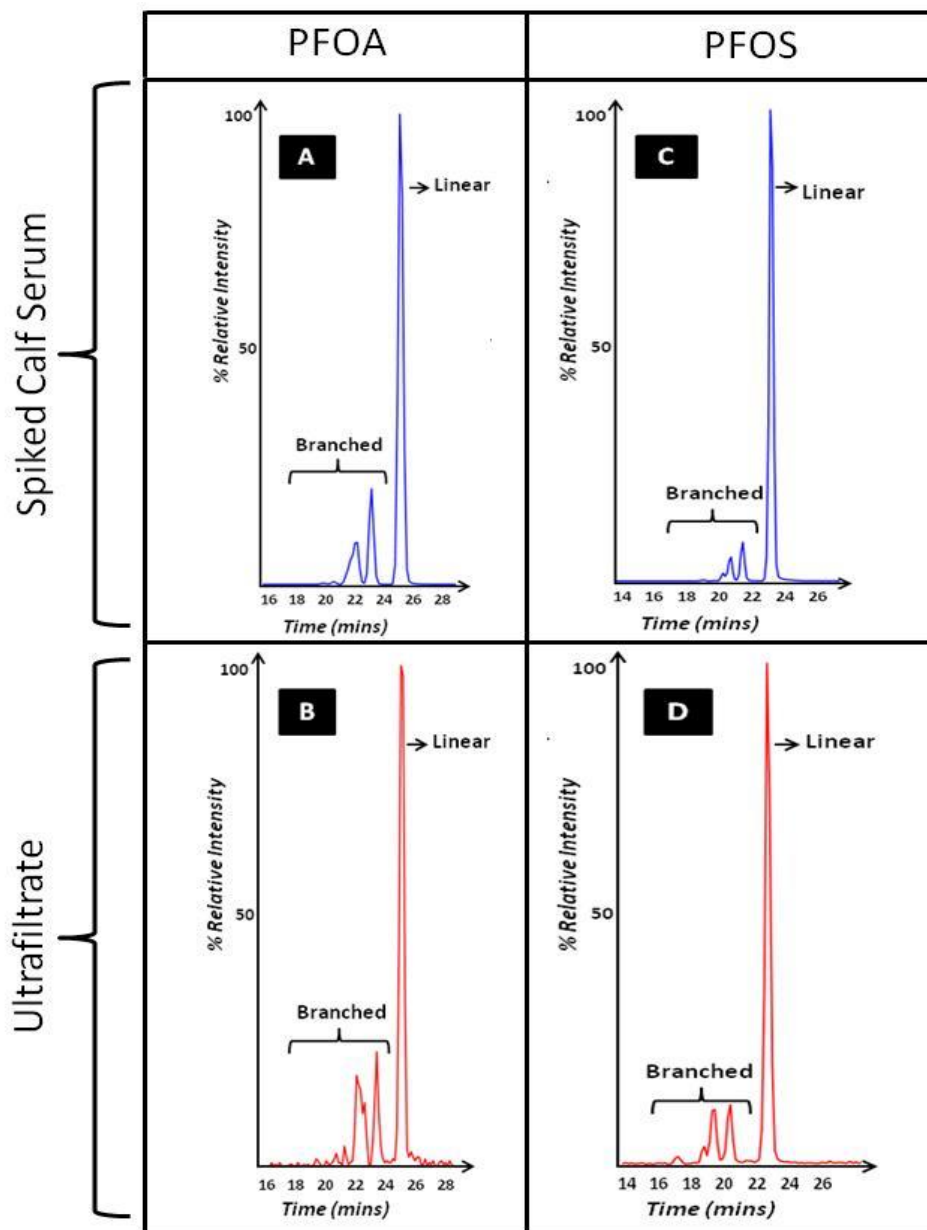 PFOA
PFOS
Spiked Calf Serum
100
50
% Relative Intensity
A
Linear
Branched
16 18 20 22 24 26 28
Time (mins)
100
50
% Relative Intensity
C
Linear
Branched
14 16 18 20 22 24 26
Time (mins)
Ultrafiltrate
100
50
% Relative Intensity
B
Linear
Branched
16 18 20 22 24 26 28
Time (mins)
100
50
% Relative Intensity
D
Linear
Branched
14 16 18 20 22 24 26
Time (mins)